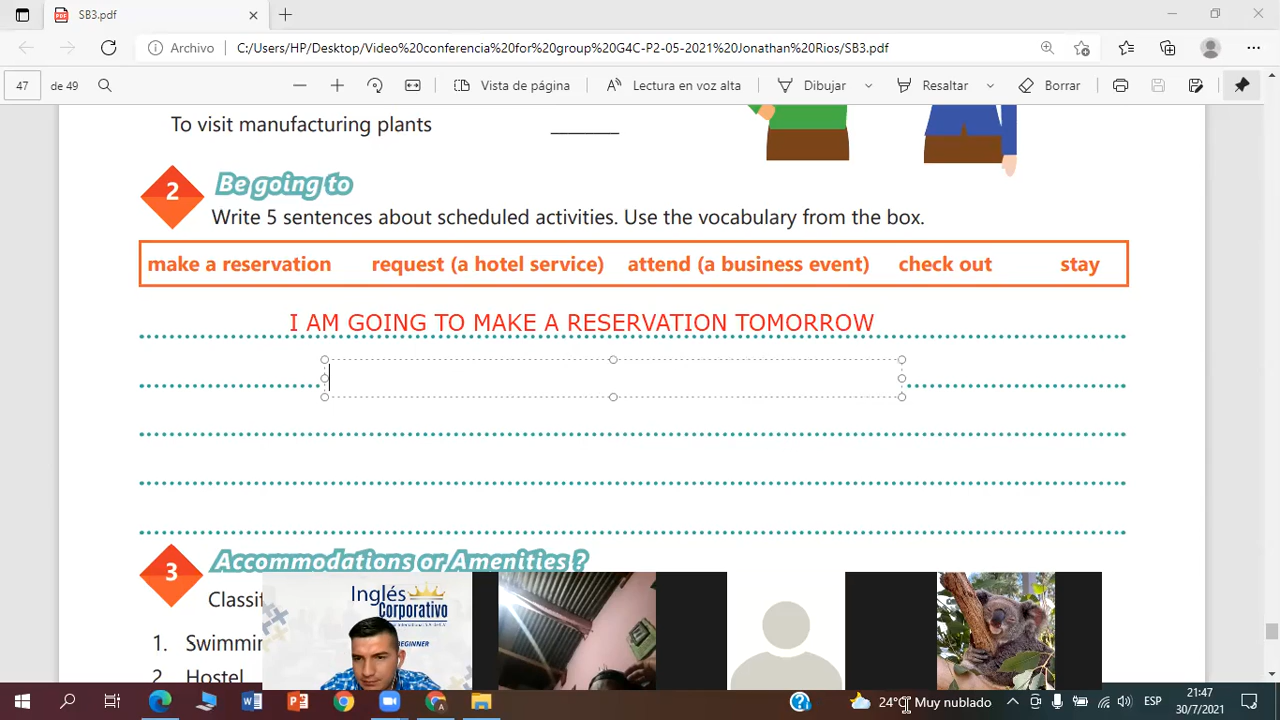 SB3.pdf
Archivo
C:/Users/HP/Desktop/Video%20conferencia%20for%20group%20G4C-P2-05-2021%20Jonathan%20Rios/SB3.pdf
47 de 49
Vista de página
Lectura en voz alta
Dibujar
Resaltar
Borrar
To visit manufacturing plants ________
2 Be going to
Write 5 sentences about scheduled activities. Use the vocabulary from the box.
make a reservation request (a hotel service) attend (a business event) check out stay
I AM GOING TO MAKE A RESERVATION TOMORROW
3 Accommodations or Amenities ?
Classif
1. Swimmin
2. Hostel
Inglés
Corporativo
BEGINNER
24°C Muy nublado
ESP
21:47
30/7/2021